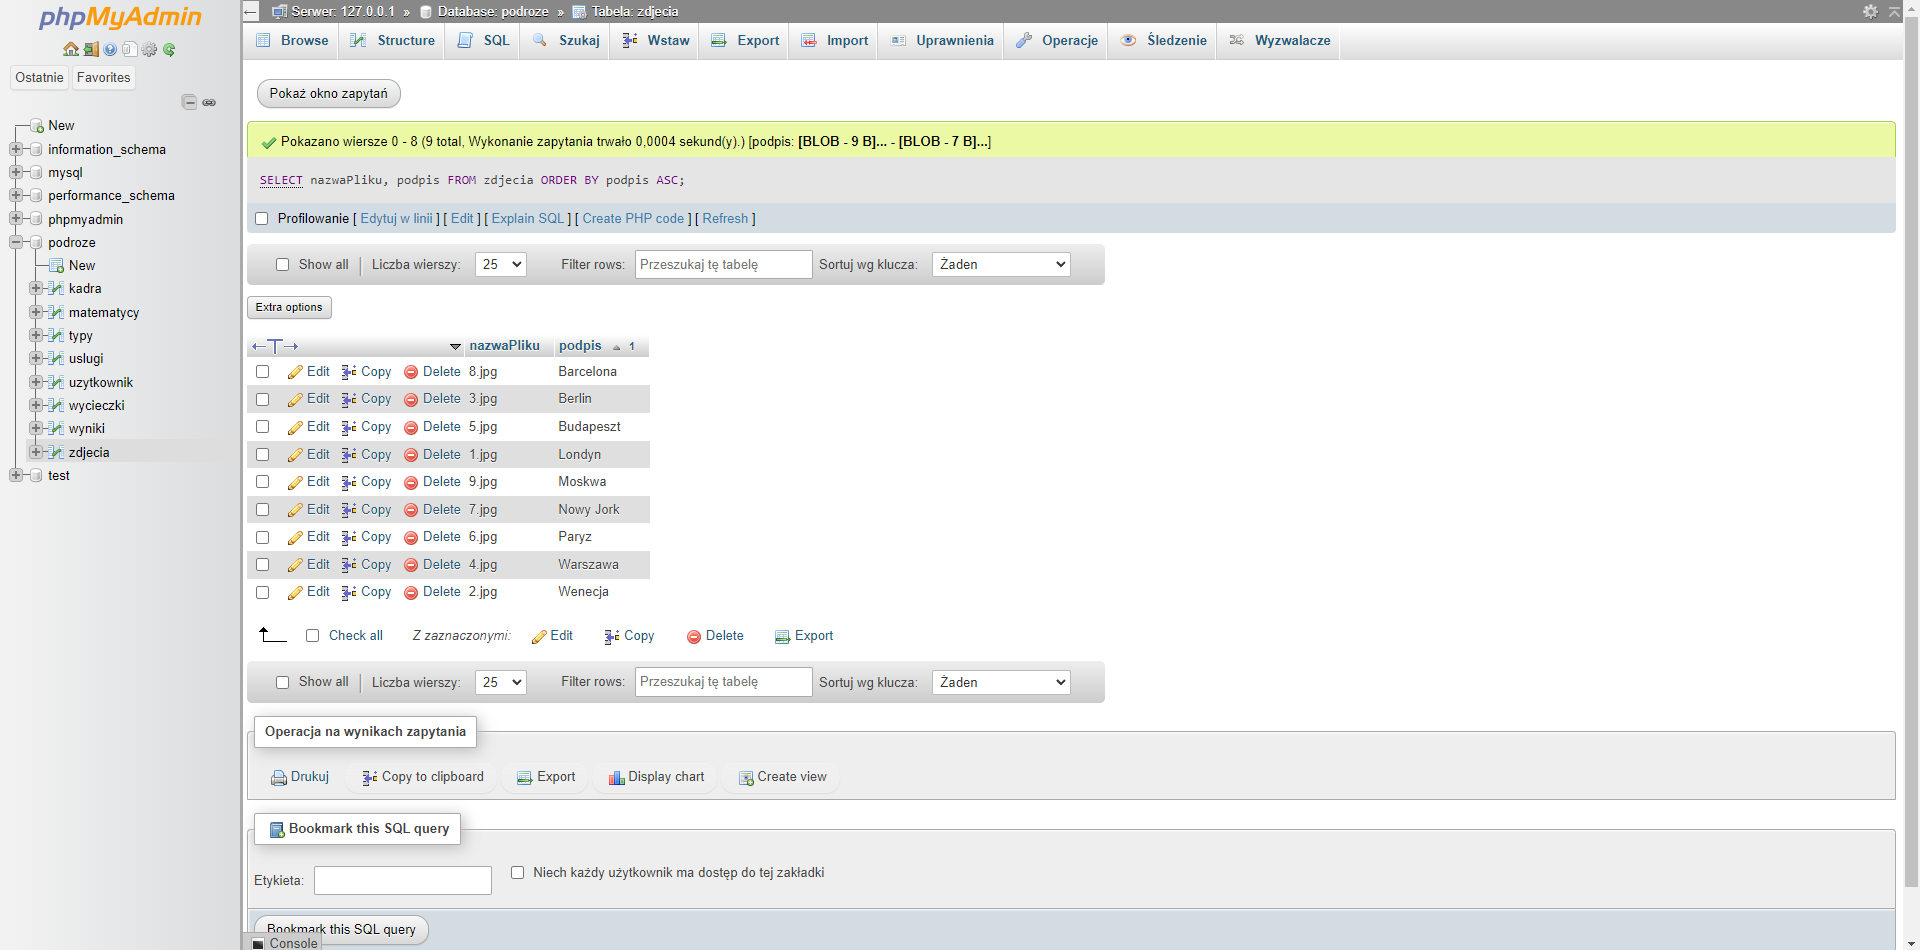 phpMyAdmin
Ostatnie Favorites
New
information_schema
mysql
performance_schema
phpmyadmin
podroze
New
kadra
matematycy
typy
uslugi
uzytkownik
wycieczki
wyniki
zdjecia
test
Serwer: 127.0.0.1 » Database: podroze » Tabela: zdjecia
Browse Structure SQL Szukaj Wstaw Export Import Uprawnienia Operacje Śledzenie Wyzwalacze
Pokaż okno zapytań
Pokazano wiersze 0 - 8 (9 total, Wykonanie zapytania trwało 0,0004 sekund(y).) [podpis: [BLOB - 9 B]... - [BLOB - 7 B]...]
SELECT nazwaPliku, podpis FROM zdjecia ORDER BY podpis ASC;
Profilowanie [ Edytuj w linii ] [ Edit ] [ Explain SQL ] [ Create PHP code ] [ Refresh ]
Show all | Liczba wierszy: 25 Filter rows: Przeszukaj tę tabelę Sortuj wg klucza: Żaden
Extra options
←T→ nazwaPliku podpis 1
Edit Copy Delete 8.jpg Barcelona
Edit Copy Delete 3.jpg Berlin
Edit Copy Delete 5.jpg Budapeszt
Edit Copy Delete 1.jpg Londyn
Edit Copy Delete 9.jpg Moskwa
Edit Copy Delete 7.jpg Nowy Jork
Edit Copy Delete 6.jpg Paryz
Edit Copy Delete 4.jpg Warszawa
Edit Copy Delete 2.jpg Wenecja
Check all Z zaznaczonymi: Edit Copy Delete Export
Show all | Liczba wierszy: 25 Filter rows: Przeszukaj tę tabelę Sortuj wg klucza: Żaden
Operacja na wynikach zapytania
Drukuj Copy to clipboard Export Display chart Create view
Bookmark this SQL query
Etykieta: Niech każdy użytkownik ma dostęp do tej zakładki
Bookmark this SQL query
Console